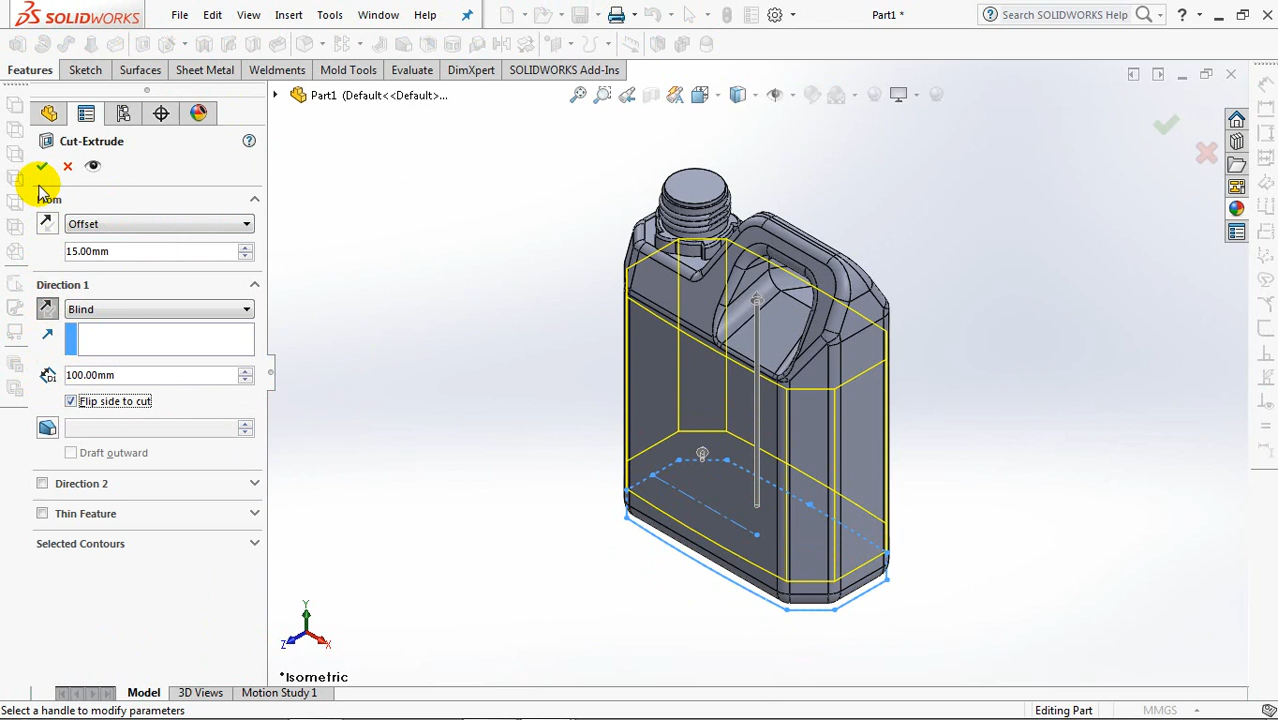 SOLIDWORKS File Edit View Insert Tools Window Help Part1 * Search SOLIDWORKS Help ?
Features Sketch Surfaces Sheet Metal Weldments Mold Tools Evaluate DimXpert SOLIDWORKS Add-Ins
Part1 (Default<<Default>...
Cut-Extrude
Offset
15.00mm
Direction 1
Blind
D1
100.00mm
Flip side to cut
Draft outward
Direction 2
Thin Feature
Selected Contours
Y
Z X
*Isometric
Model 3D Views Motion Study 1
Select a handle to modify parameters Editing Part MMGS